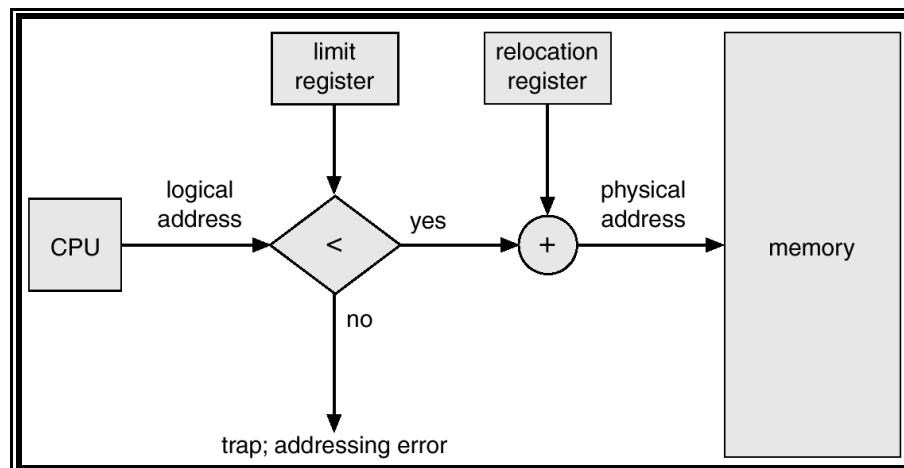 limit
register
relocation
register
logical
address
physical
address
CPU
<
yes
+
memory
no
trap; addressing error